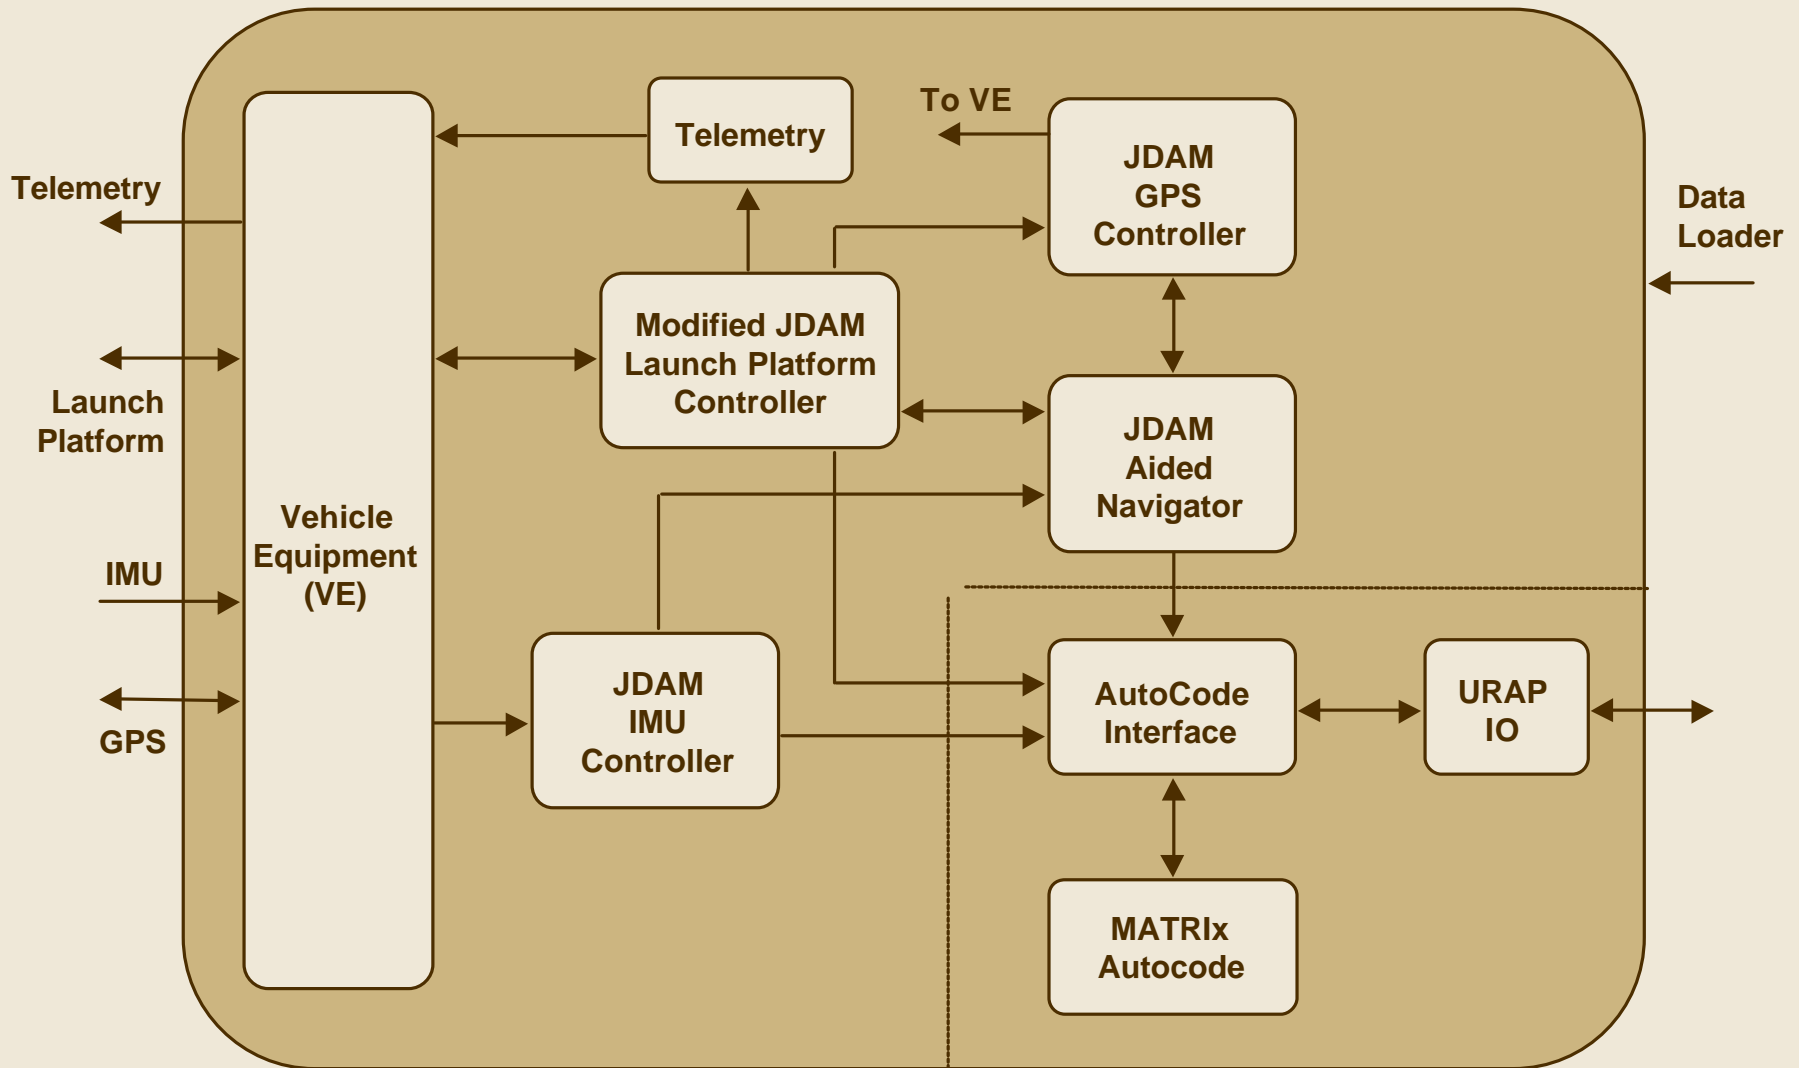 Telemetry
Launch
Platform
IMU
GPS
Vehicle
Equipment
(VE)
Telemetry
To VE
JDAM
GPS
Controller
Data
Loader
Modified JDAM
Launch Platform
Controller
JDAM
Aided
Navigator
JDAM
IMU
Controller
AutoCode
Interface
URAP
IO
MATRIx
Autocode